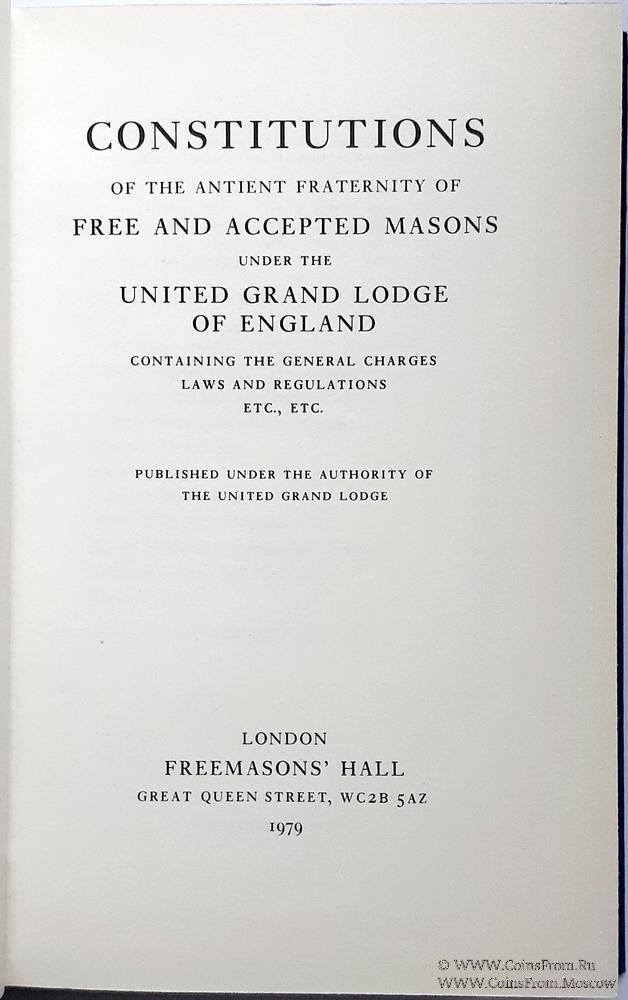 CONSTITUTIONS
OF THE ANTIENT FRATERNITY OF
FREE AND ACCEPTED MASONS
UNDER THE
UNITED GRAND LODGE
OF ENGLAND
CONTAINING THE GENERAL CHARGES
LAWS AND REGULATIONS
ETC., ETC.
PUBLISHED UNDER THE AUTHORITY OF
THE UNITED GRAND LODGE
LONDON
FREEMASONS' HALL
GREAT QUEEN STREET, WC2B 5AZ
1979
© WWW.CoinsFrom.Ru
WWW.CoinsFrom.Moscow